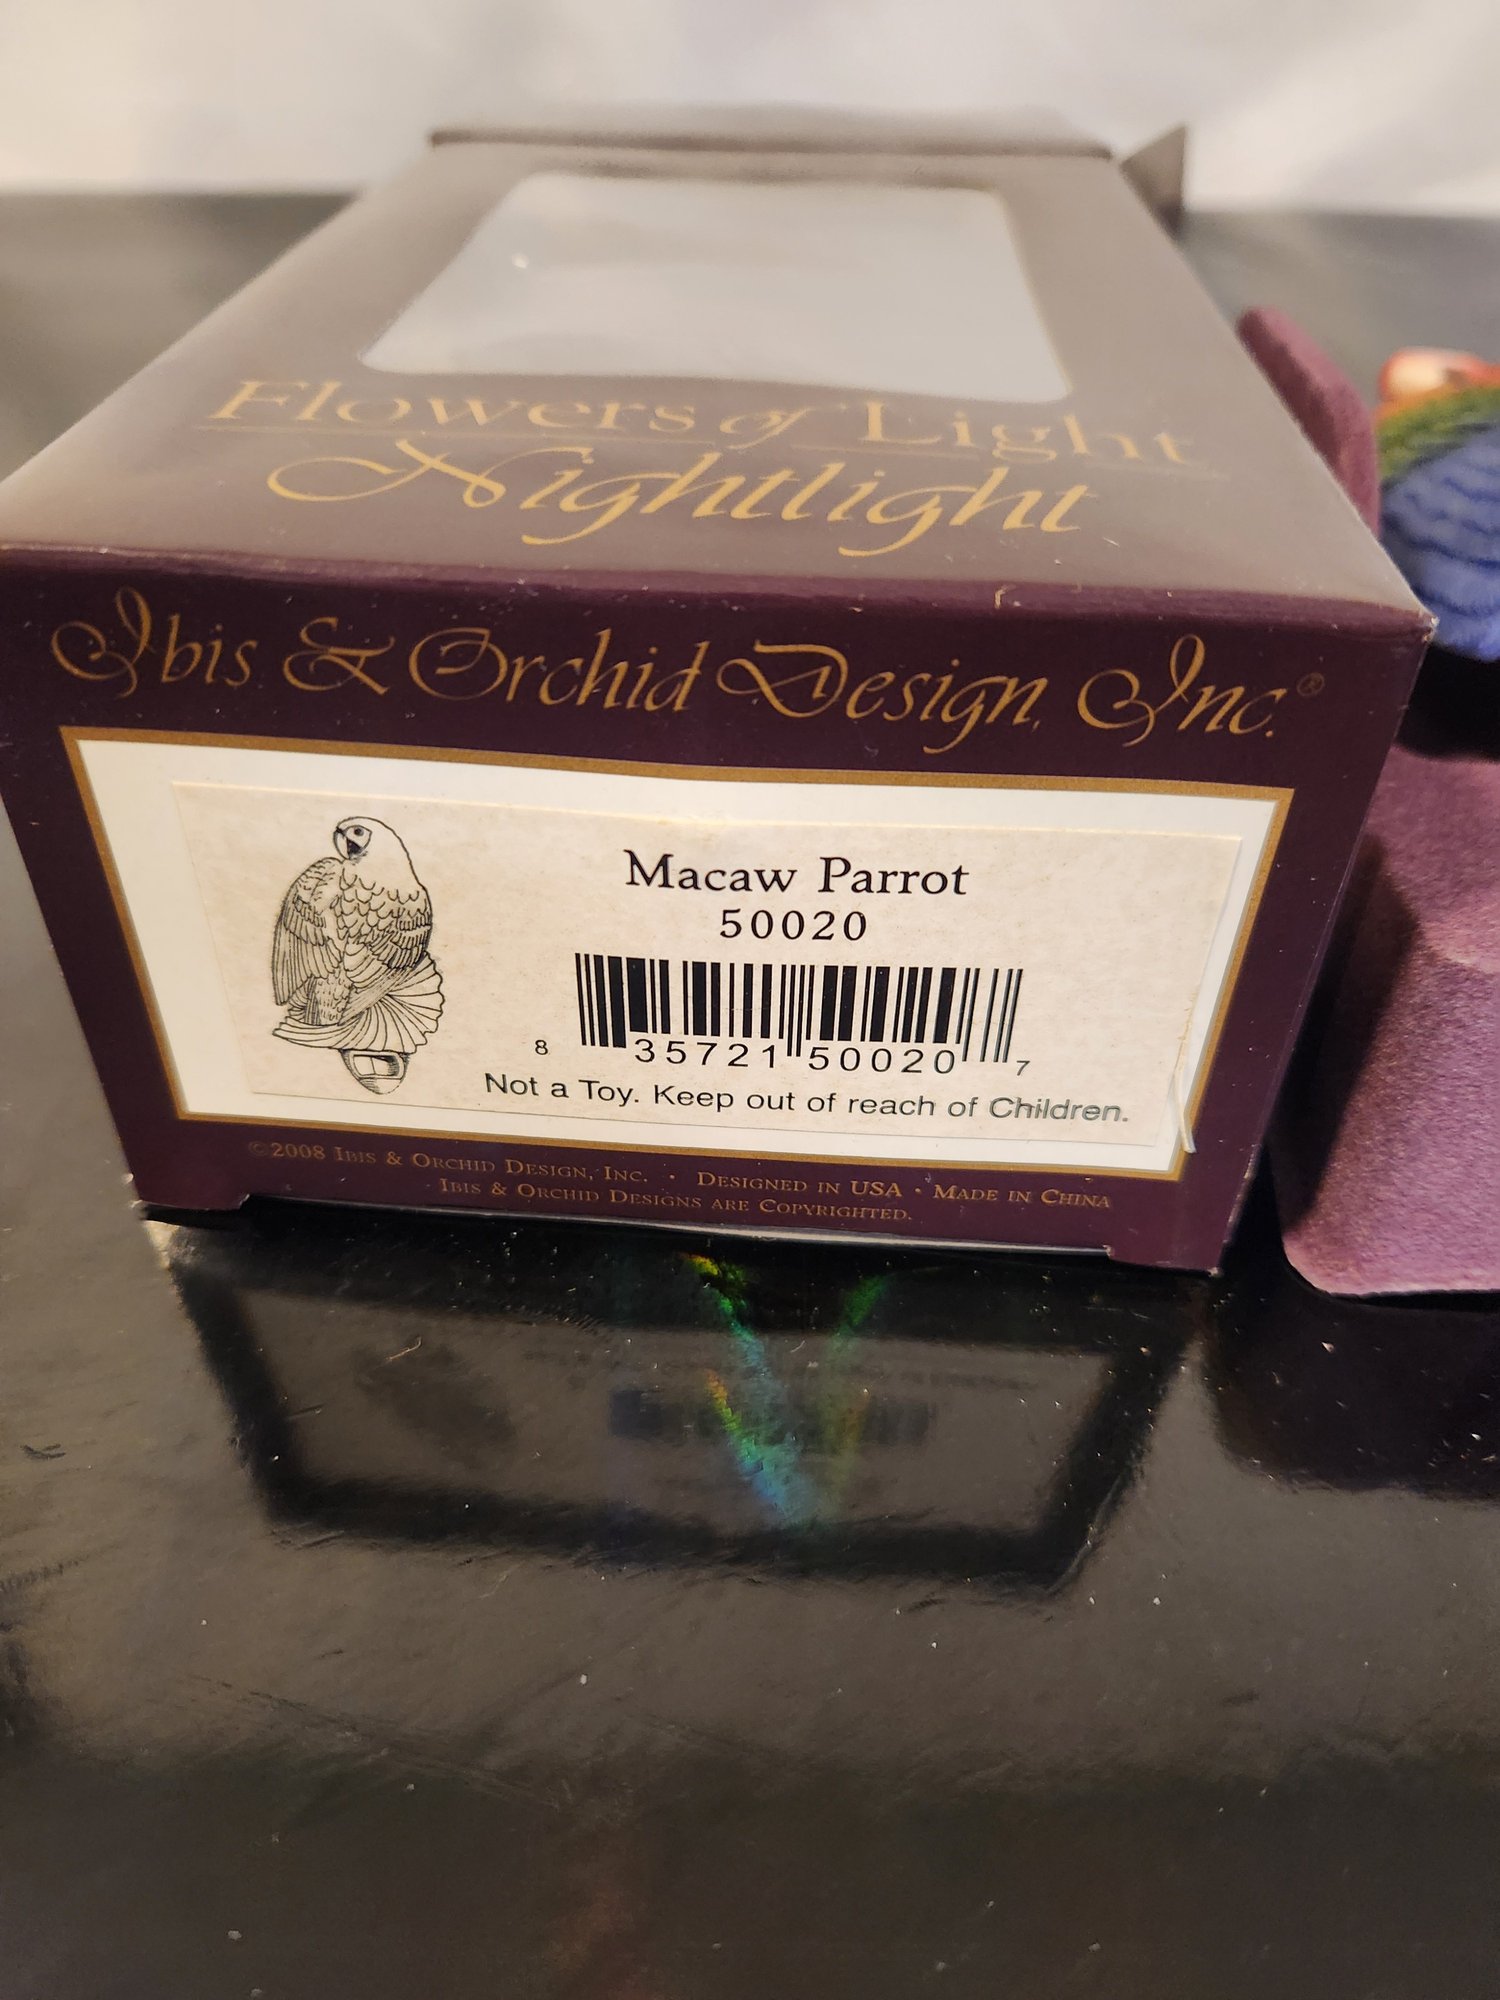 Flowers of Light
Nightlight
Ibis & Orchid Design, Inc.®
Macaw Parrot
50020
8 35721 50020 7
Not a Toy. Keep out of reach of Children.
©2008 Ibis & Orchid Design, Inc. · Designed in USA · Made in China
Ibis & Orchid Designs are Copyrighted.